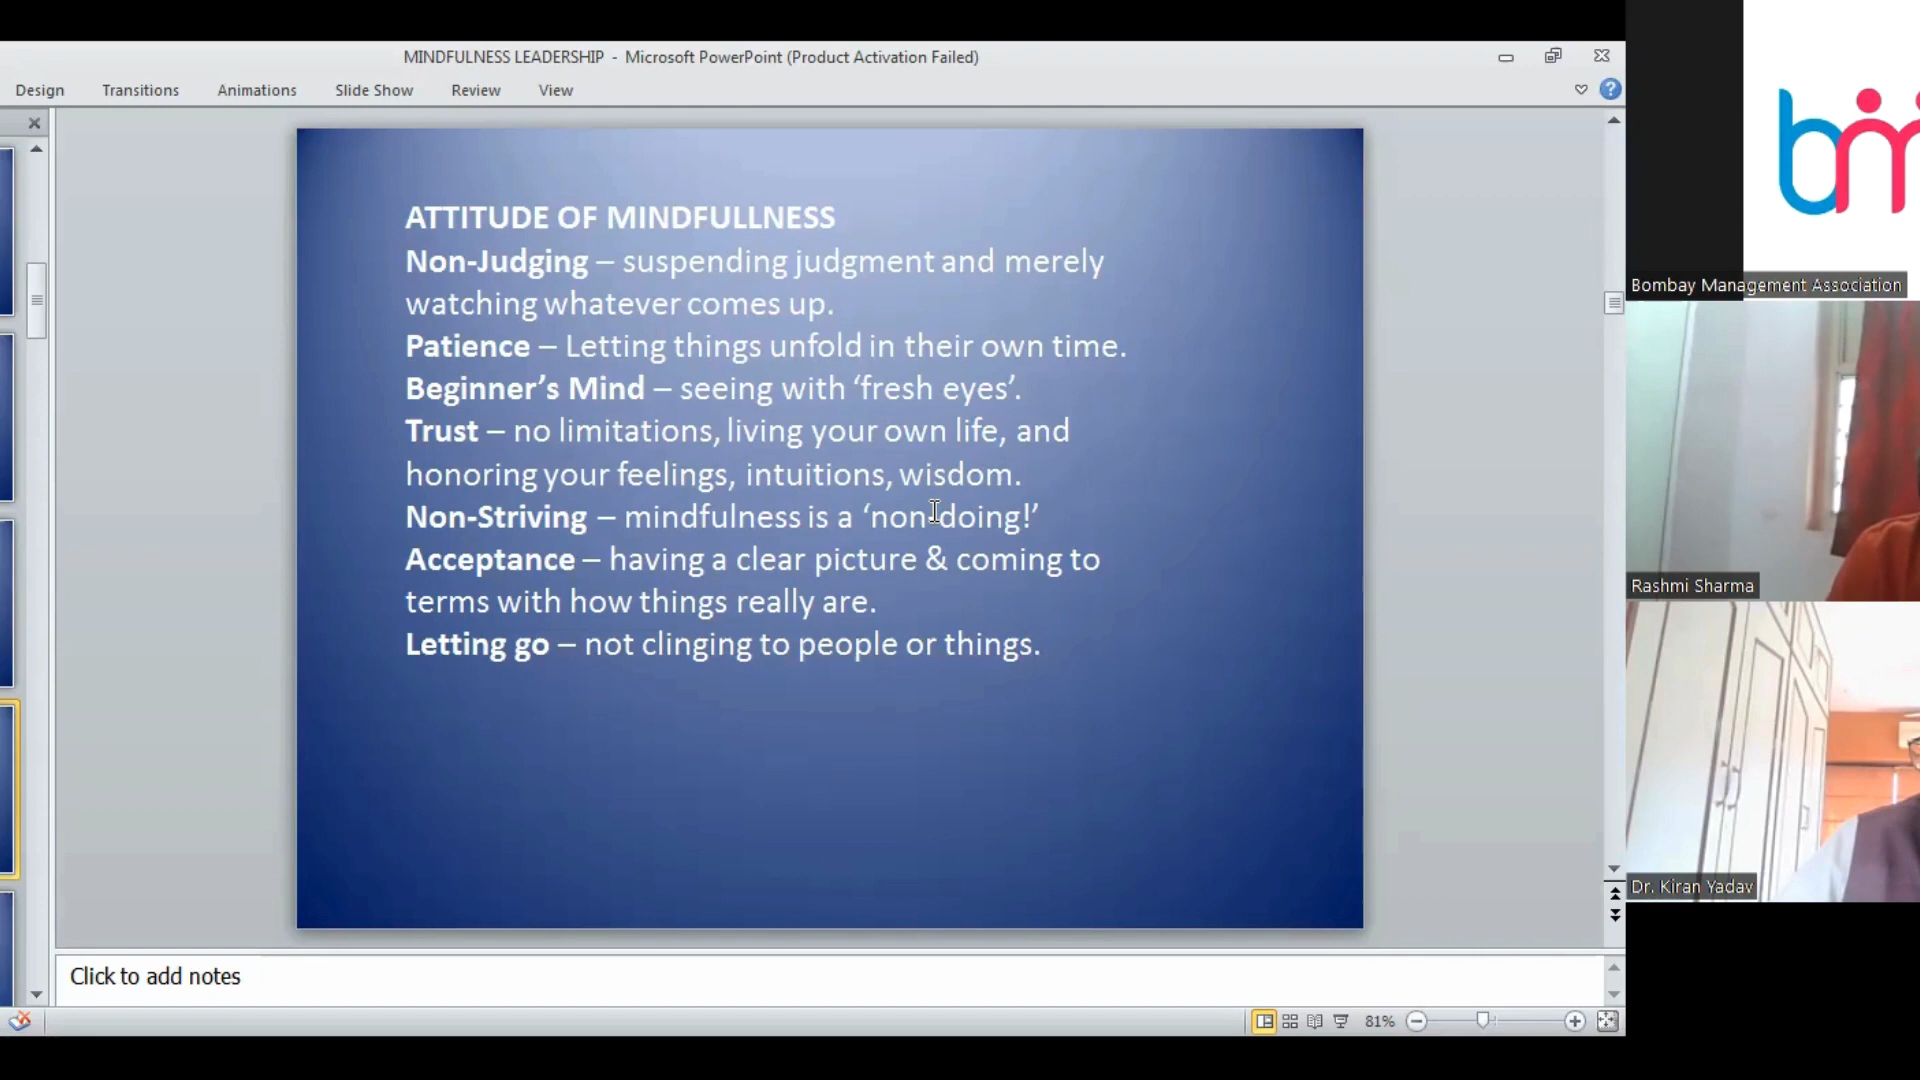 MINDFULNESS LEADERSHIP - Microsoft PowerPoint (Product Activation Failed)
Design Transitions Animations Slide Show Review View
ATTITUDE OF MINDFULLNESS
Non-Judging – suspending judgment and merely
watching whatever comes up.
Patience – Letting things unfold in their own time.
Beginner’s Mind – seeing with ‘fresh eyes’.
Trust – no limitations, living your own life, and
honoring your feelings, intuitions, wisdom.
Non-Striving – mindfulness is a ‘non-doing!’
Acceptance – having a clear picture & coming to
terms with how things really are.
Letting go – not clinging to people or things.
Click to add notes
81%
bm
Bombay Management Association
Rashmi Sharma
Dr. Kiran Yadav